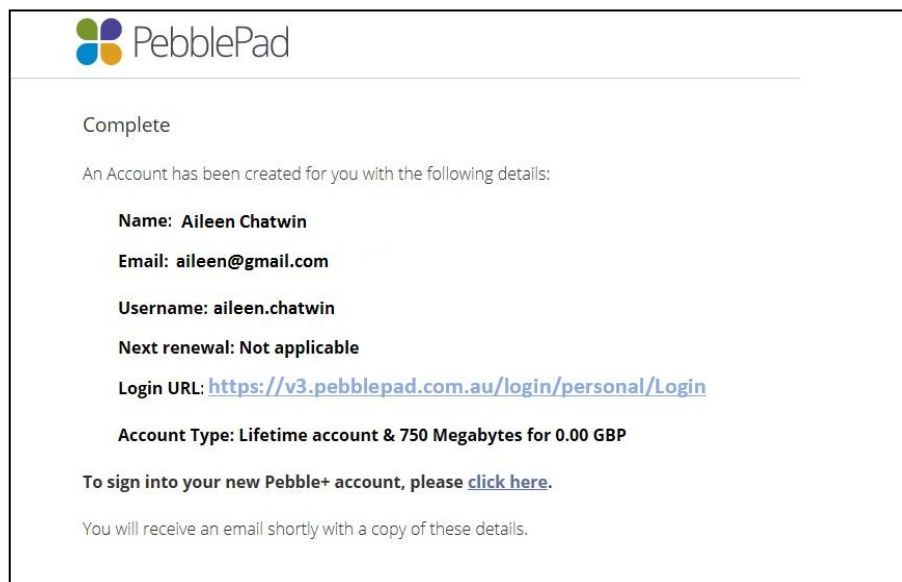 PebblePad
Complete
An Account has been created for you with the following details:
Name: Aileen Chatwin
Email: aileen@gmail.com
Username: aileen.chatwin
Next renewal: Not applicable
Login URL: https://v3.pebblepad.com.au/login/personal/Login
Account Type: Lifetime account & 750 Megabytes for 0.00 GBP
To sign into your new Pebble+ account, please click here.
You will receive an email shortly with a copy of these details.